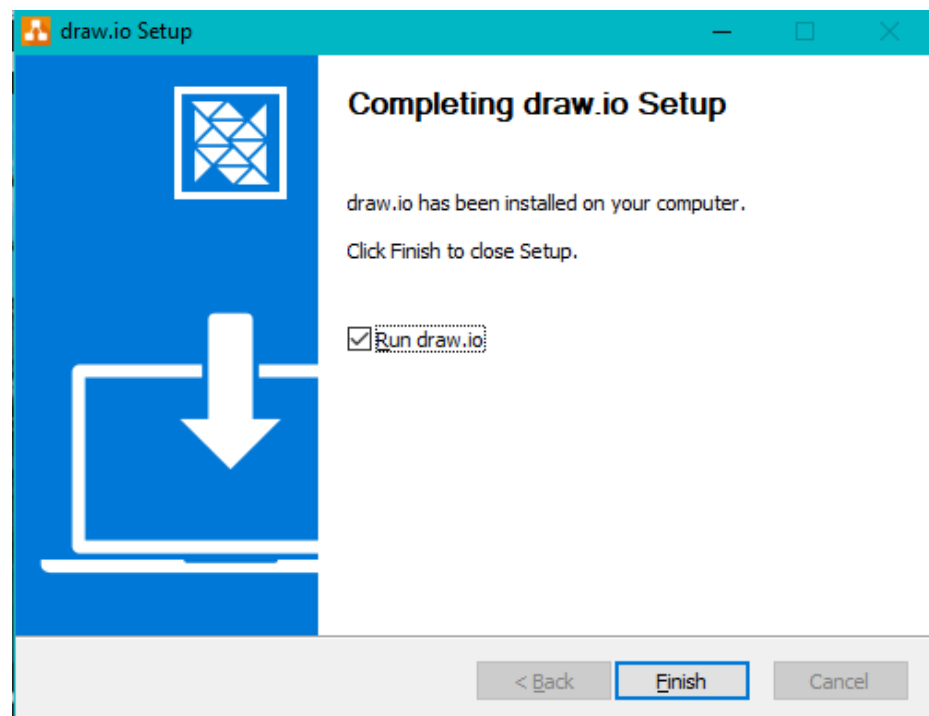 draw.io Setup
Completing draw.io Setup
draw.io has been installed on your computer.
Click Finish to close Setup.
Run draw.io
< Back
Finish
Cancel